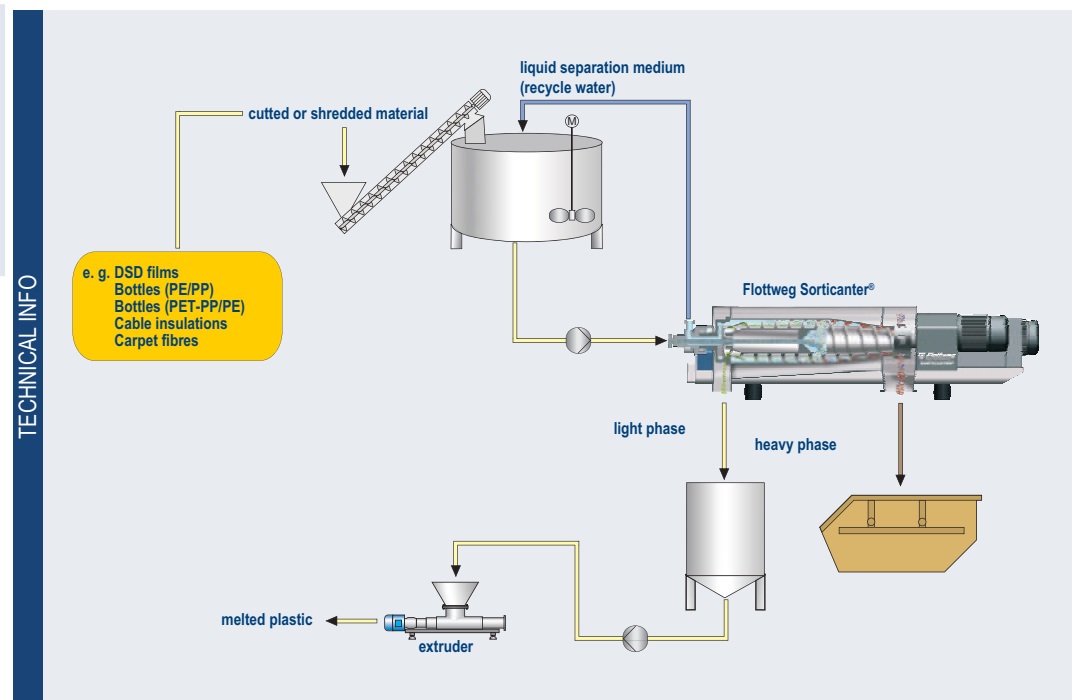 TECHNICAL INFO
liquid separation medium
(recycle water)
cutted or shredded material
M
e. g. DSD films
Bottles (PE/PP)
Bottles (PET-PP/PE)
Cable insulations
Carpet fibres
Flottweg Sorticanter®
Flottweg
light phase
heavy phase
melted plastic
extruder